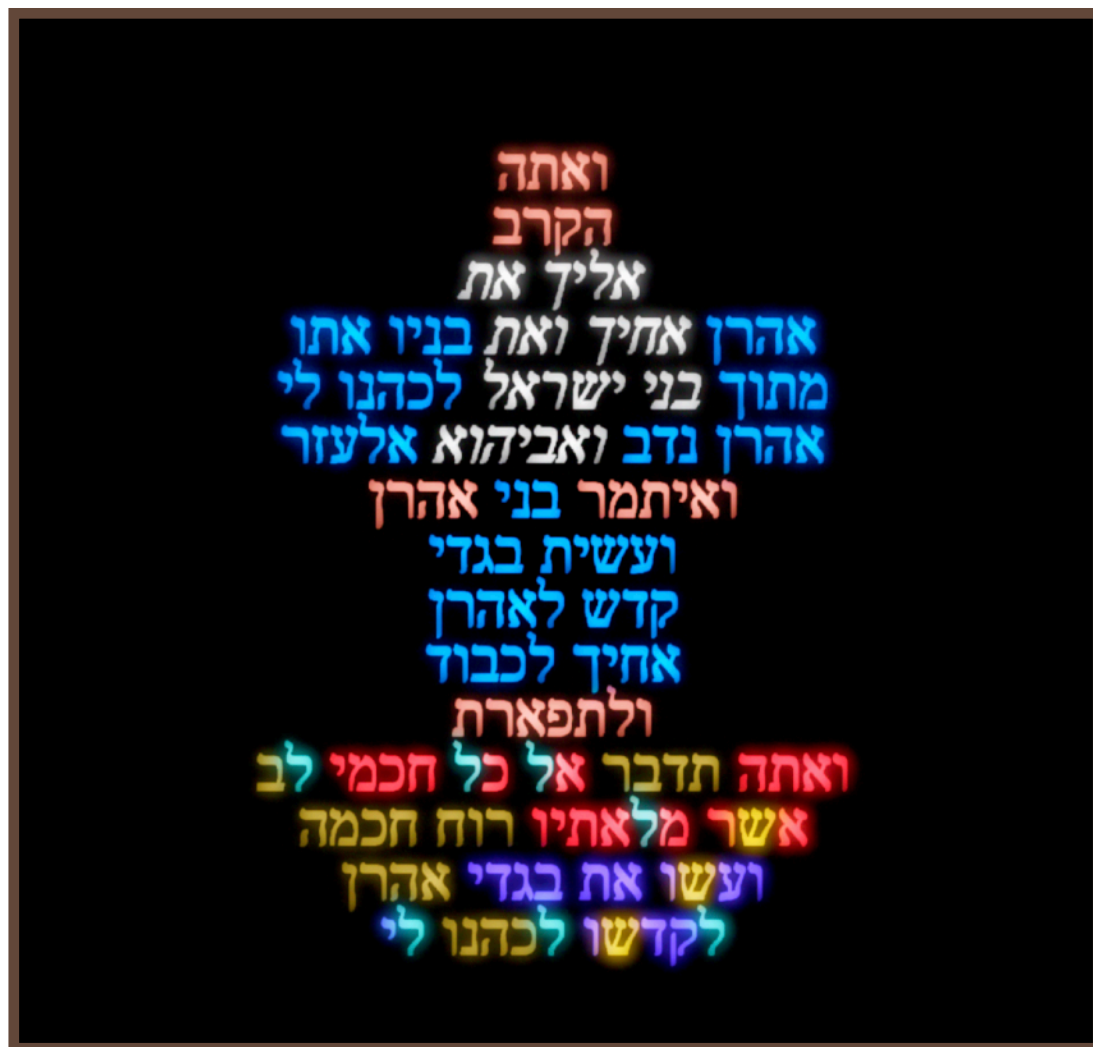 ואתה
הקרב
אליך את
אהרן אחיך ואת בניו אתו
מתוך בני ישראל לכהנו לי
אהרן נדב ואביהוא אלעזר
ואיתמר בני אהרן
ועשית בגדי
קדש לאהרן
אחיך לכבוד
ולתפארת
ואתה תדבר אל כל חכמי לב
אשר מלאתיו רוח חכמה
ועשו את בגדי אהרן
לקדשו לכהנו לי